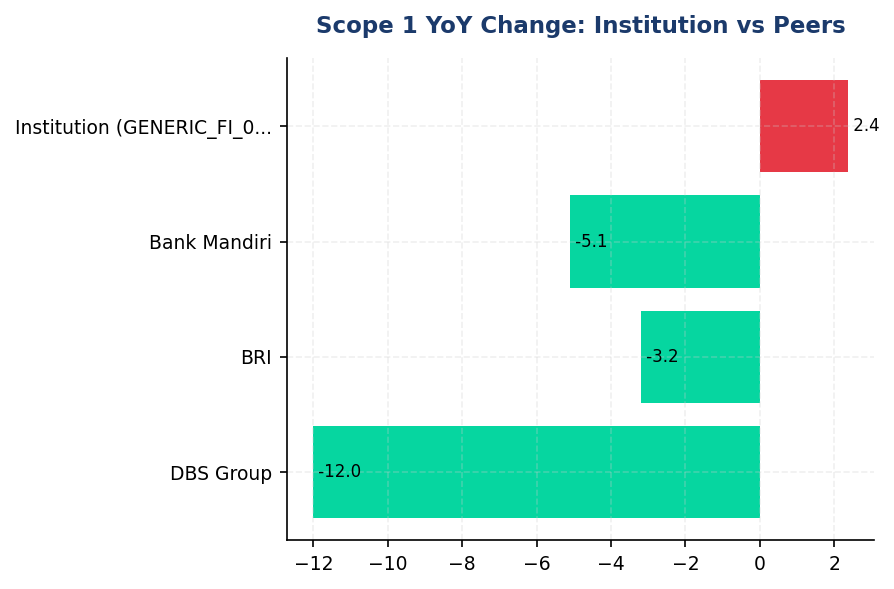 Scope 1 YoY Change: Institution vs Peers
Institution (GENERIC_FI_0...
2.4
Bank Mandiri
-5.1
BRI
-3.2
DBS Group
-12.0
−12 −10 −8 −6 −4 −2 0 2